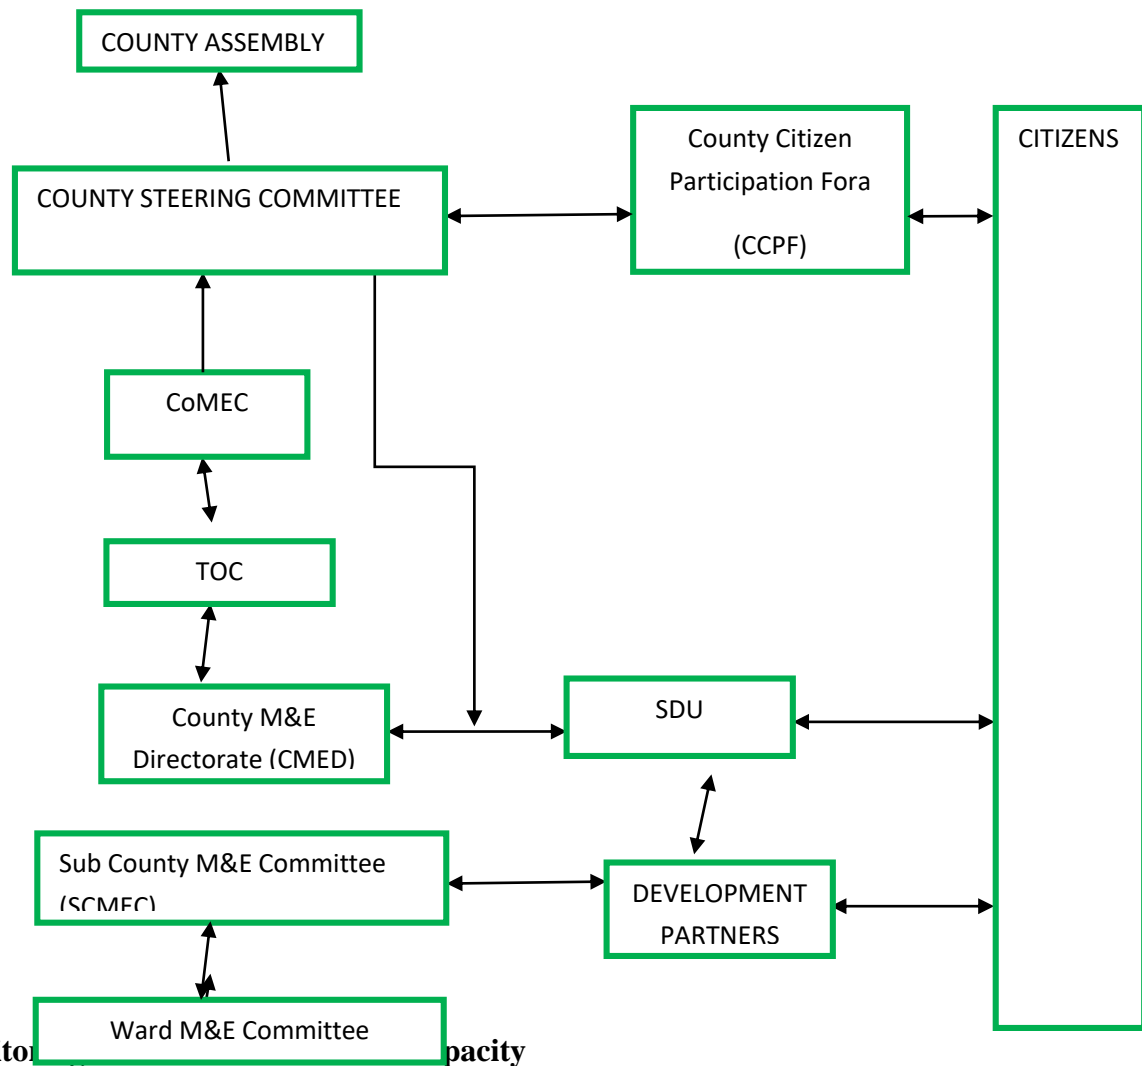 COUNTY ASSEMBLY
County Citizen
Participation Fora
(CCPF)
CITIZENS
COUNTY STEERING COMMITTEE
CoMEC
TOC
County M&E
Directorate (CMED)
SDU
Sub County M&E Committee
(SCMEC)
DEVELOPMENT
PARTNERS
Ward M&E Committee